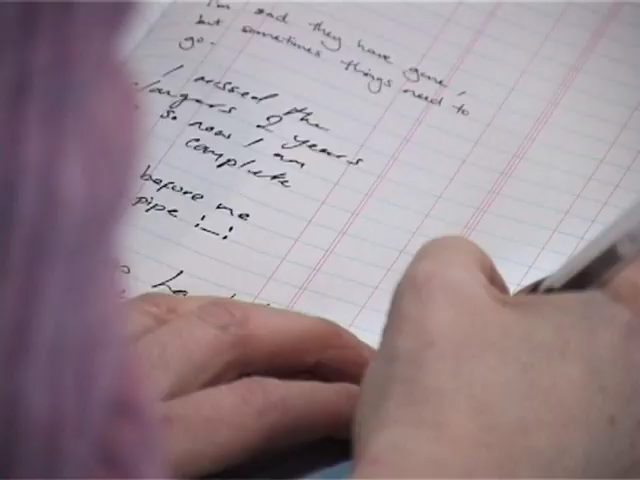 I'm sad they have gone,
but sometimes things need to
go.
I missed the
2 years
so now I am
complete
before me
pipe !_!